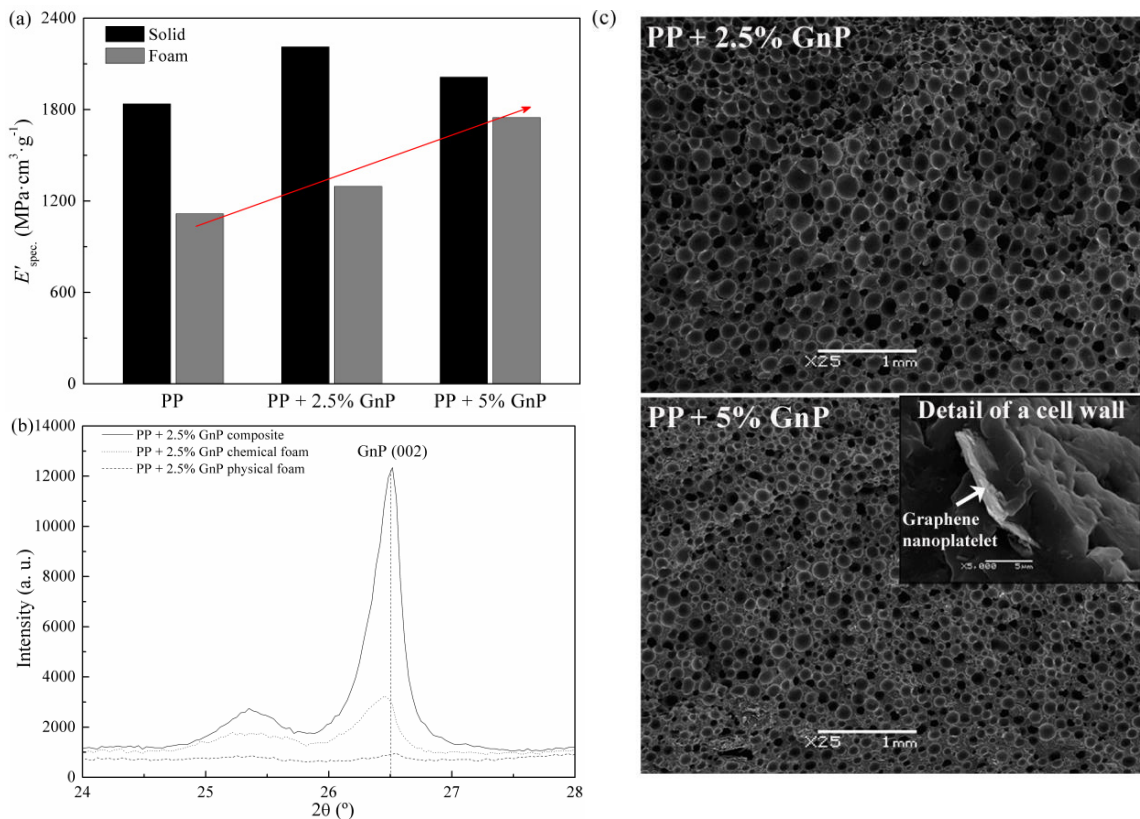 (a)
2400
1800
1200
600
0
E′spec. (MPa·cm³·g⁻¹)
Solid
Foam
PP
PP + 2.5% GnP
PP + 5% GnP
(b)
14000
12000
10000
8000
6000
4000
2000
0
Intensity (a. u.)
PP + 2.5% GnP composite
PP + 2.5% GnP chemical foam
PP + 2.5% GnP physical foam
GnP (002)
24
25
26
27
28
2θ (º)
(c)
PP + 2.5% GnP
X25
1mm
PP + 5% GnP
Detail of a cell wall
Graphene
nanoplatelet
X5.000
5µm
X25
1mm